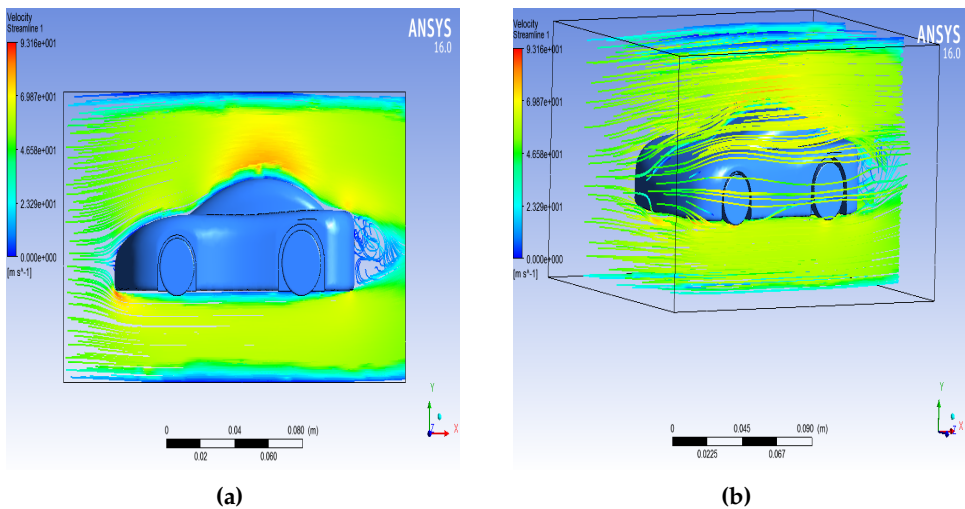 Velocity
Streamline 1
9.316e+001
6.987e+001
4.658e+001
2.329e+001
0.000e+000
[m s^-1]
ANSYS
16.0
Y
X
Z
0 0.04 0.080 (m)
0.02 0.060
(a)
Velocity
Streamline 1
9.316e+001
6.987e+001
4.658e+001
2.329e+001
0.000e+000
[m s^-1]
ANSYS
16.0
Y
X
Z
0 0.045 0.090 (m)
0.0225 0.067
(b)